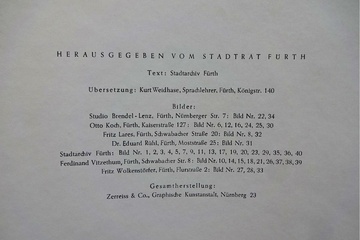 HERAUSGEGEBEN VOM STADTRAT FÜRTH
Text: Stadtarchiv Fürth
Übersetzung: Kurt Weidhase, Sprachlehrer, Fürth, Königstr. 140
Bilder:
Studio Brendel-Lenz, Fürth, Nürnberger Str. 7: Bild Nr. 22, 34
Otto Koch, Fürth, Kaiserstraße 127: Bild Nr. 6, 12, 16, 24, 25, 30
Fritz Lares, Fürth, Schwabacher Straße 20: Bild Nr. 8, 32
Dr. Eduard Rühl, Fürth, Moststraße 25: Bild Nr. 31
Stadtarchiv Fürth: Bild Nr. 1, 2, 3, 4, 5, 7, 9, 11, 13, 17, 19, 20, 23, 29, 35, 36, 40
Ferdinand Vitzethum, Fürth, Schwabacher Str. 8: Bild Nr. 10, 14, 15, 18, 21, 26, 37, 38, 39
Fritz Wolkenstörfer, Fürth, Flurstraße 2: Bild Nr. 27, 28, 33
Gesamtherstellung:
Zerreiss & Co., Graphische Kunstanstalt, Nürnberg 23